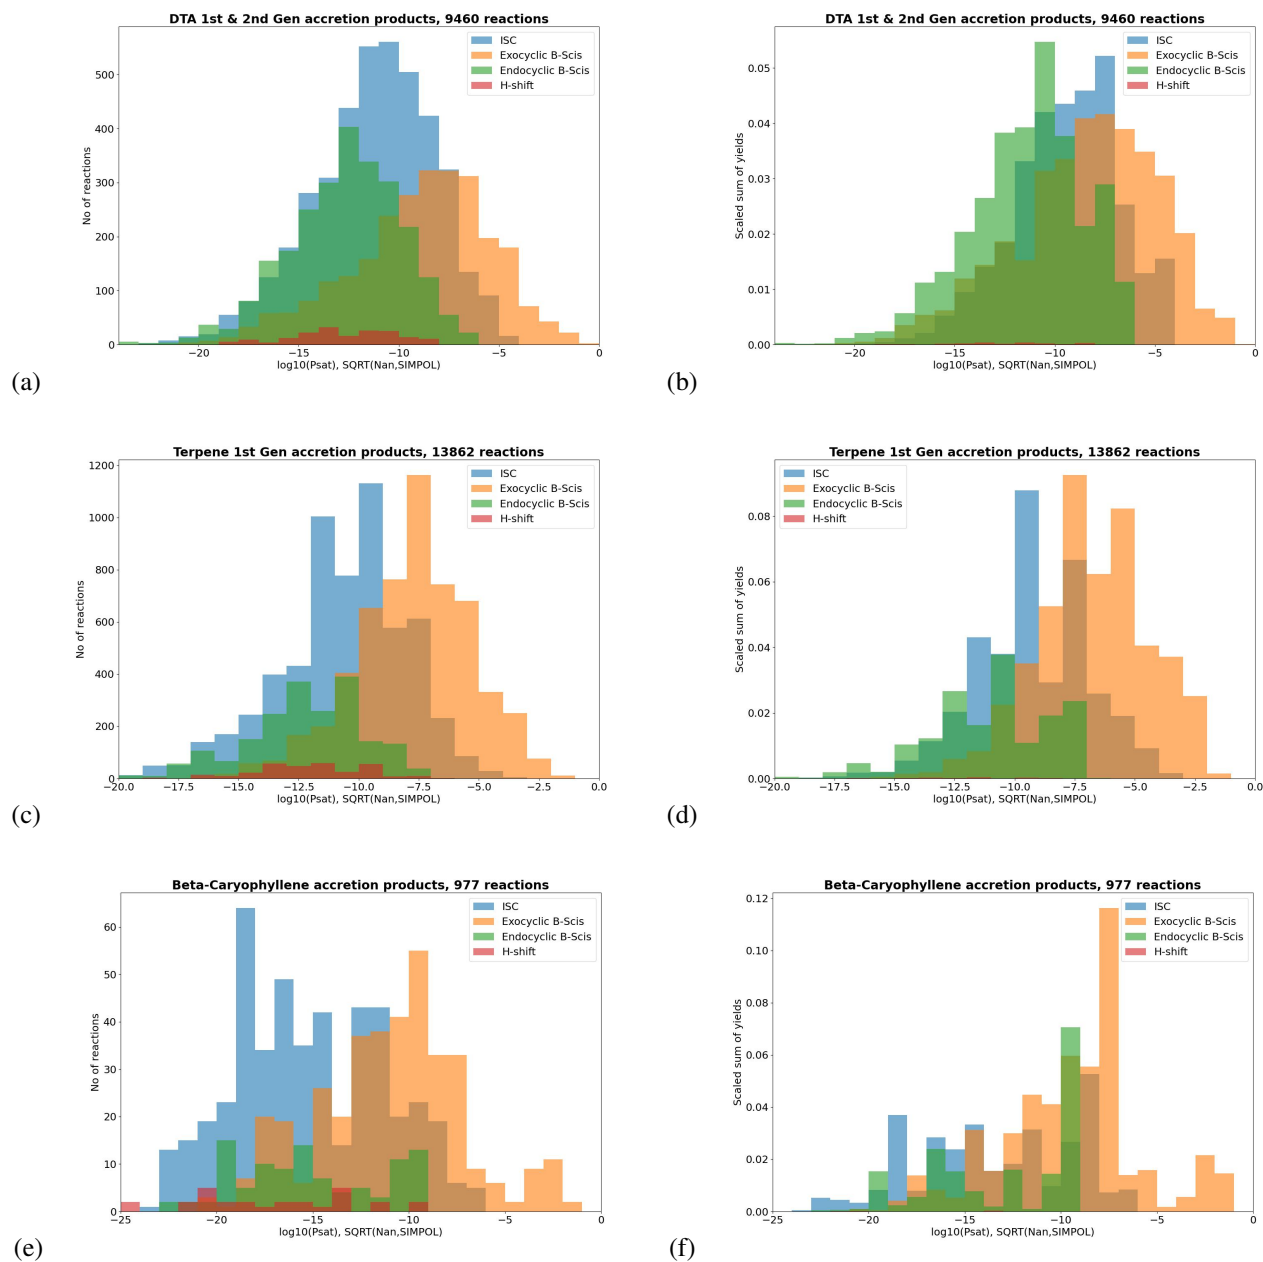 DTA 1st & 2nd Gen accretion products, 9460 reactions
ISC
Exocyclic B-Scis
Endocyclic B-Scis
H-shift
No of reactions
500
400
300
200
100
0
−20 −15 −10 −5 0
log10(Psat), SQRT(Nan,SIMPOL)
(a)
DTA 1st & 2nd Gen accretion products, 9460 reactions
ISC
Exocyclic B-Scis
Endocyclic B-Scis
H-shift
Scaled sum of yields
0.05
0.04
0.03
0.02
0.01
0.00
−20 −15 −10 −5 0
log10(Psat), SQRT(Nan,SIMPOL)
(b)
Terpene 1st Gen accretion products, 13862 reactions
ISC
Exocyclic B-Scis
Endocyclic B-Scis
H-shift
No of reactions
1200
1000
800
600
400
200
0
−20.0 −17.5 −15.0 −12.5 −10.0 −7.5 −5.0 −2.5 0.0
log10(Psat), SQRT(Nan,SIMPOL)
(c)
Terpene 1st Gen accretion products, 13862 reactions
ISC
Exocyclic B-Scis
Endocyclic B-Scis
H-shift
Scaled sum of yields
0.08
0.06
0.04
0.02
0.00
−20.0 −17.5 −15.0 −12.5 −10.0 −7.5 −5.0 −2.5 0.0
log10(Psat), SQRT(Nan,SIMPOL)
(d)
Beta-Caryophyllene accretion products, 977 reactions
ISC
Exocyclic B-Scis
Endocyclic B-Scis
H-shift
No of reactions
60
50
40
30
20
10
0
−25 −20 −15 −10 −5 0
log10(Psat), SQRT(Nan,SIMPOL)
(e)
Beta-Caryophyllene accretion products, 977 reactions
ISC
Exocyclic B-Scis
Endocyclic B-Scis
H-shift
Scaled sum of yields
0.12
0.10
0.08
0.06
0.04
0.02
0.00
−25 −20 −15 −10 −5 0
log10(Psat), SQRT(Nan,SIMPOL)
(f)